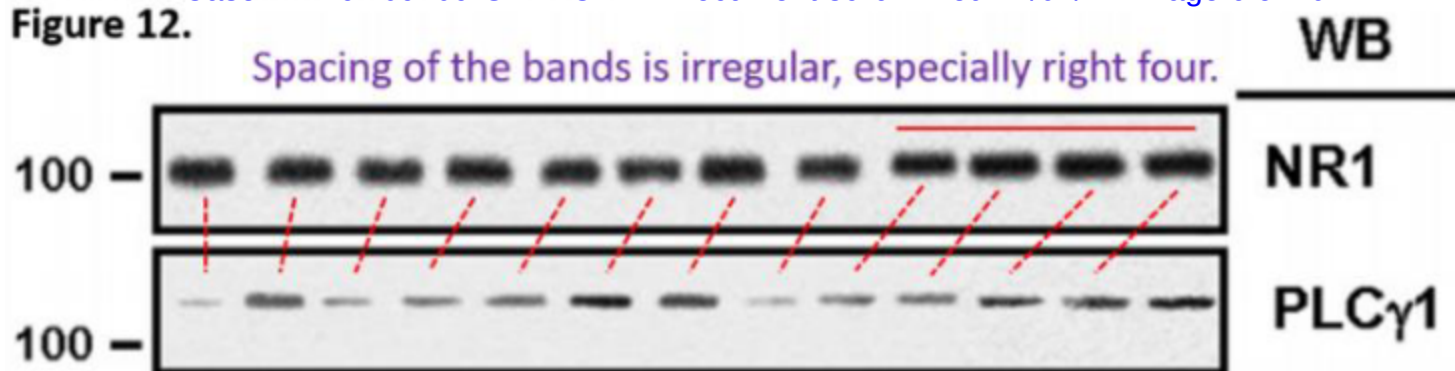 Figure 12.
Spacing of the bands is irregular, especially right four.
WB
100
NR1
100
PLCγ1